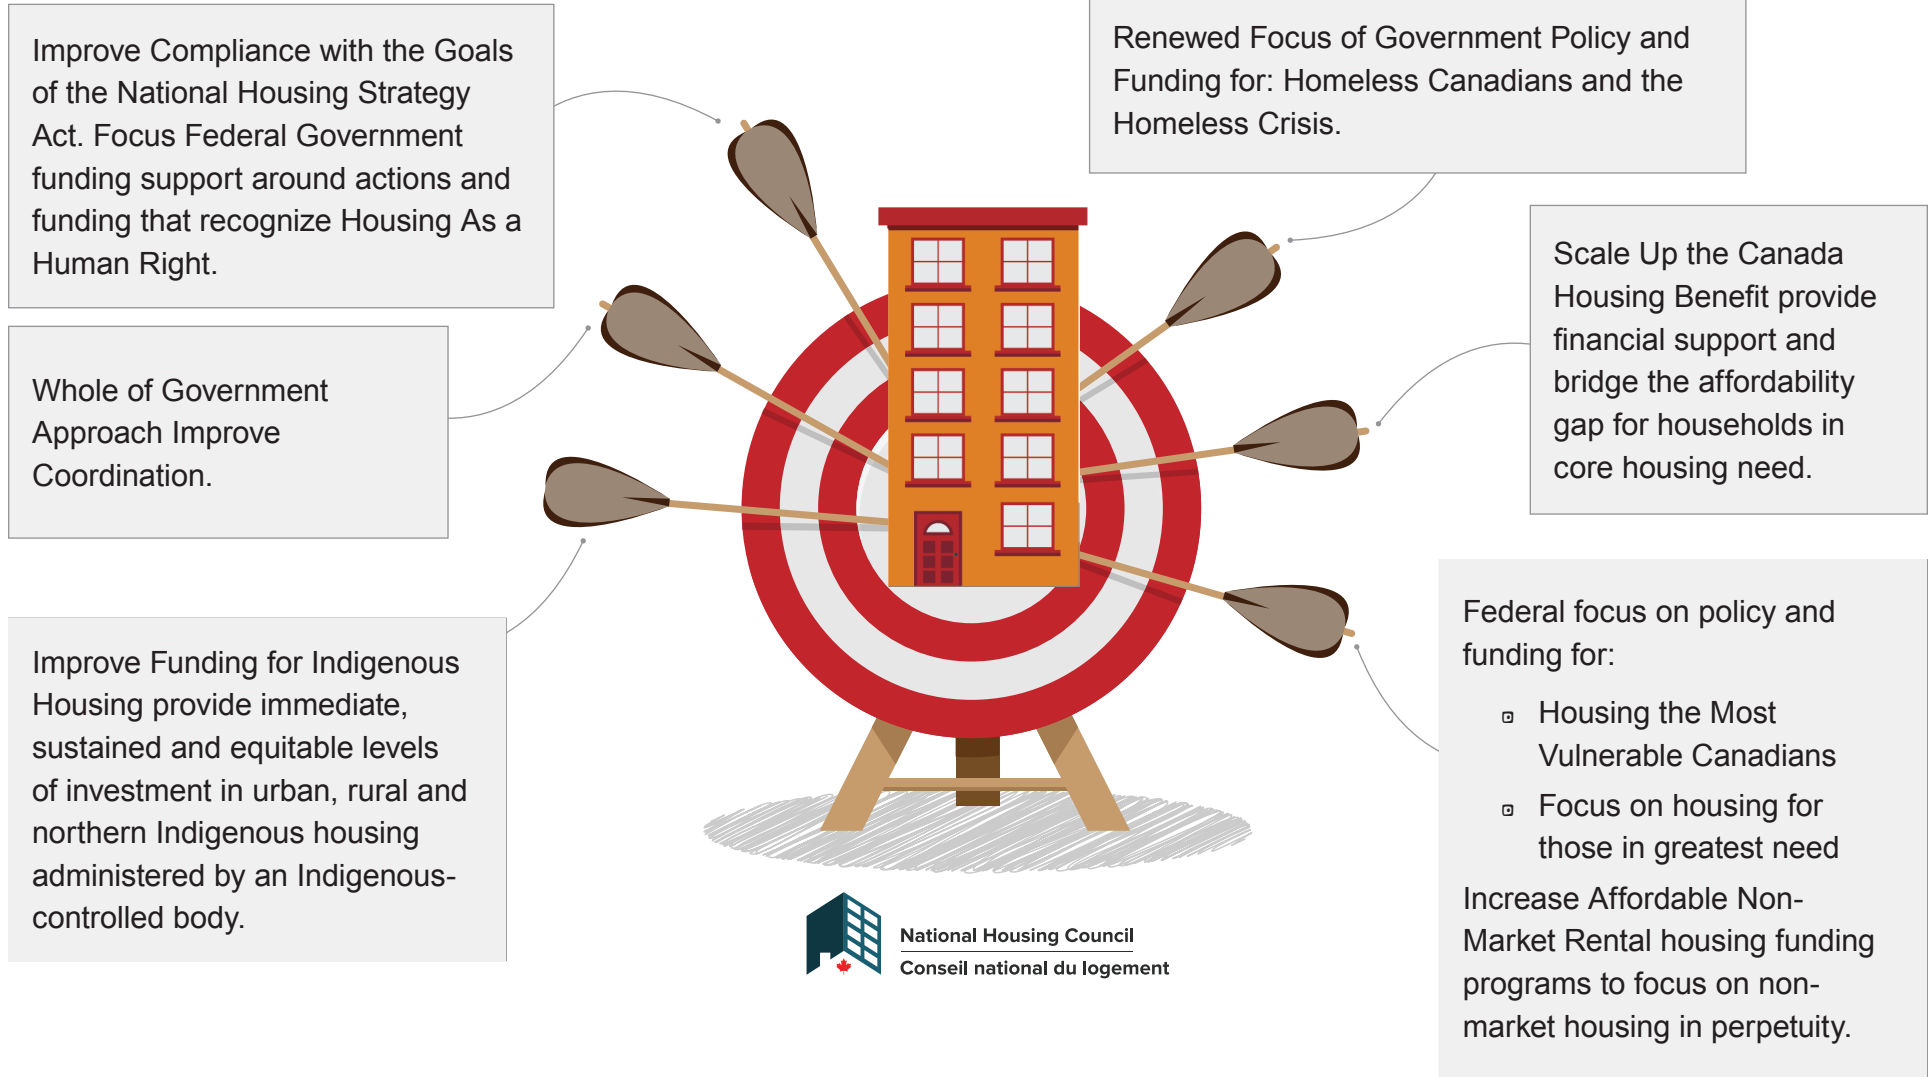 Improve Compliance with the Goals
of the National Housing Strategy
Act. Focus Federal Government
funding support around actions and
funding that recognize Housing As a
Human Right.
Whole of Government
Approach Improve
Coordination.
Improve Funding for Indigenous
Housing provide immediate,
sustained and equitable levels
of investment in urban, rural and
northern Indigenous housing
administered by an Indigenous-
controlled body.
Renewed Focus of Government Policy and
Funding for: Homeless Canadians and the
Homeless Crisis.
Scale Up the Canada
Housing Benefit provide
financial support and
bridge the affordability
gap for households in
core housing need.
Federal focus on policy and
funding for:
Housing the Most
Vulnerable Canadians
Focus on housing for
those in greatest need
Increase Affordable Non-
Market Rental housing funding
programs to focus on non-
market housing in perpetuity.
National Housing Council
Conseil national du logement